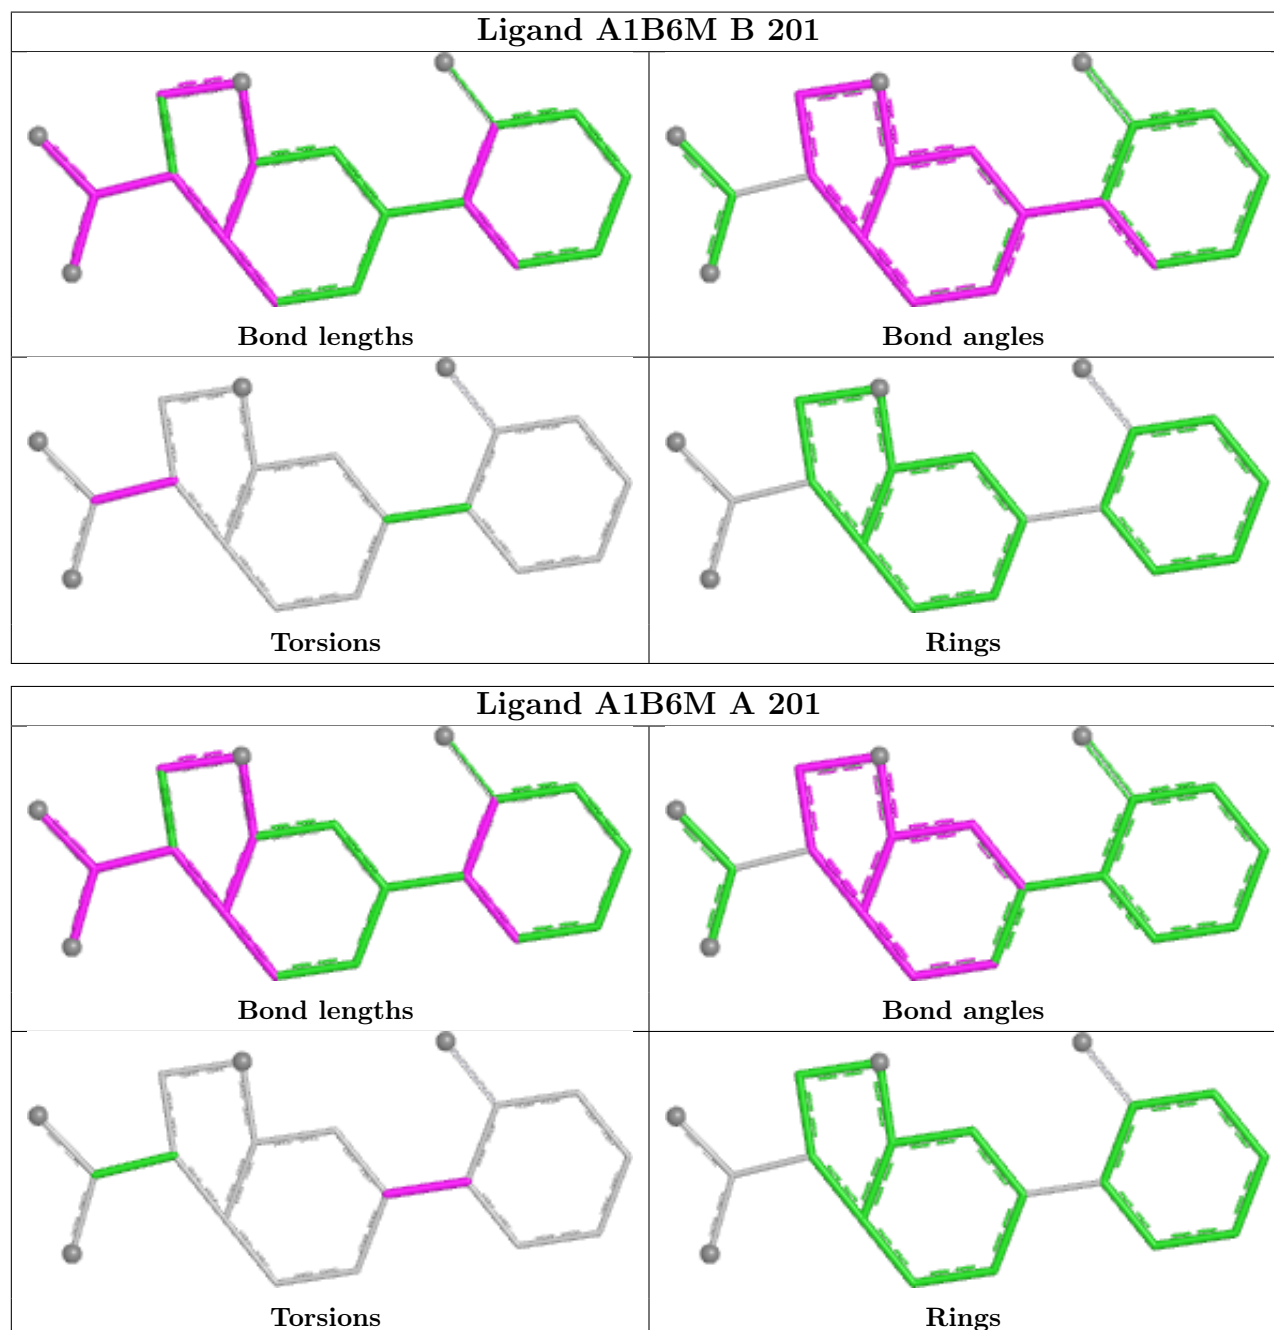 Ligand A1B6M B 201
Bond lengths
Bond angles
Torsions
Rings
Ligand A1B6M A 201
Bond lengths
Bond angles
Torsions
Rings